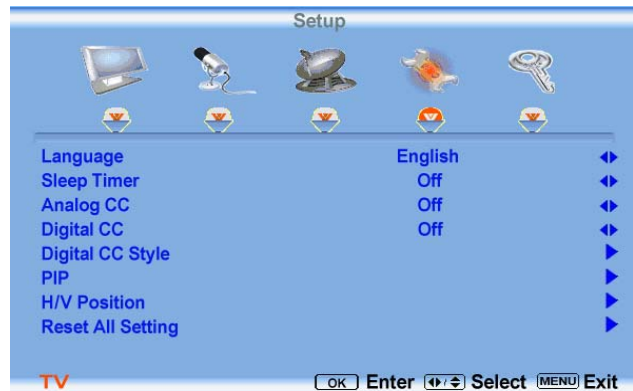 Setup
Language English
Sleep Timer Off
Analog CC Off
Digital CC Off
Digital CC Style
PIP
H/V Position
Reset All Setting
TV OK Enter Select MENU Exit